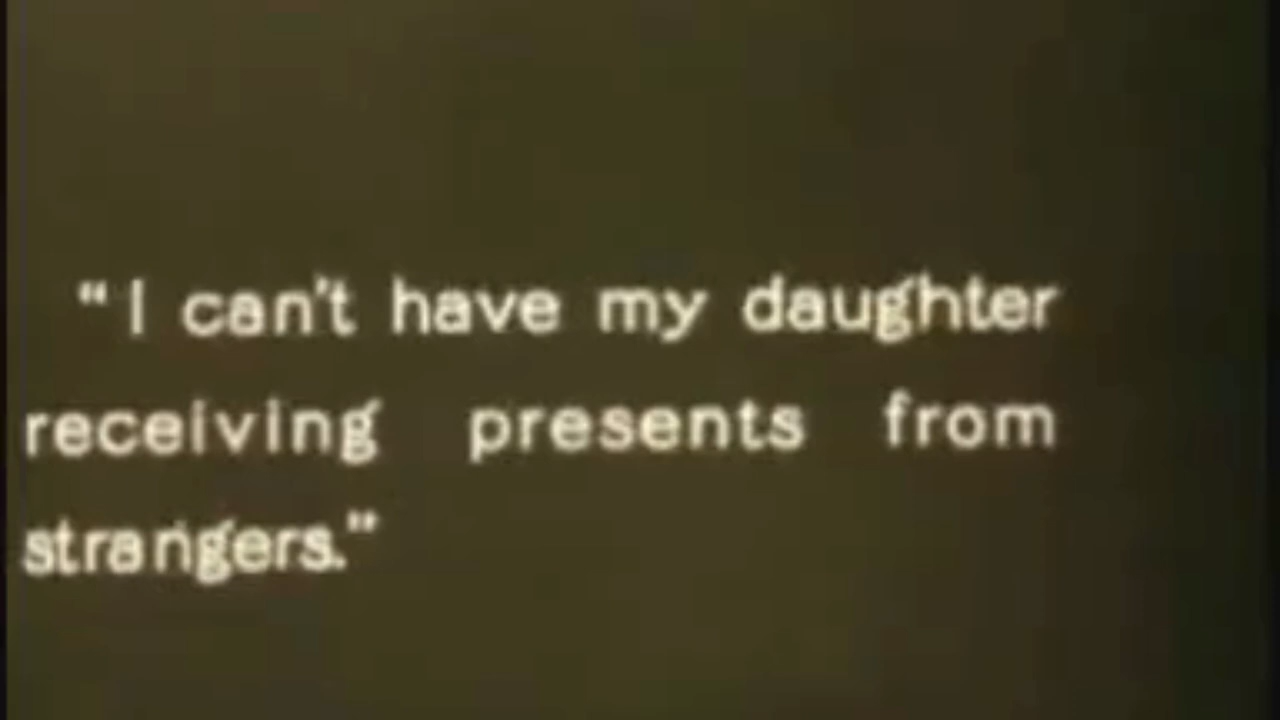 “I can't have my daughter
receiving presents from
strangers.”